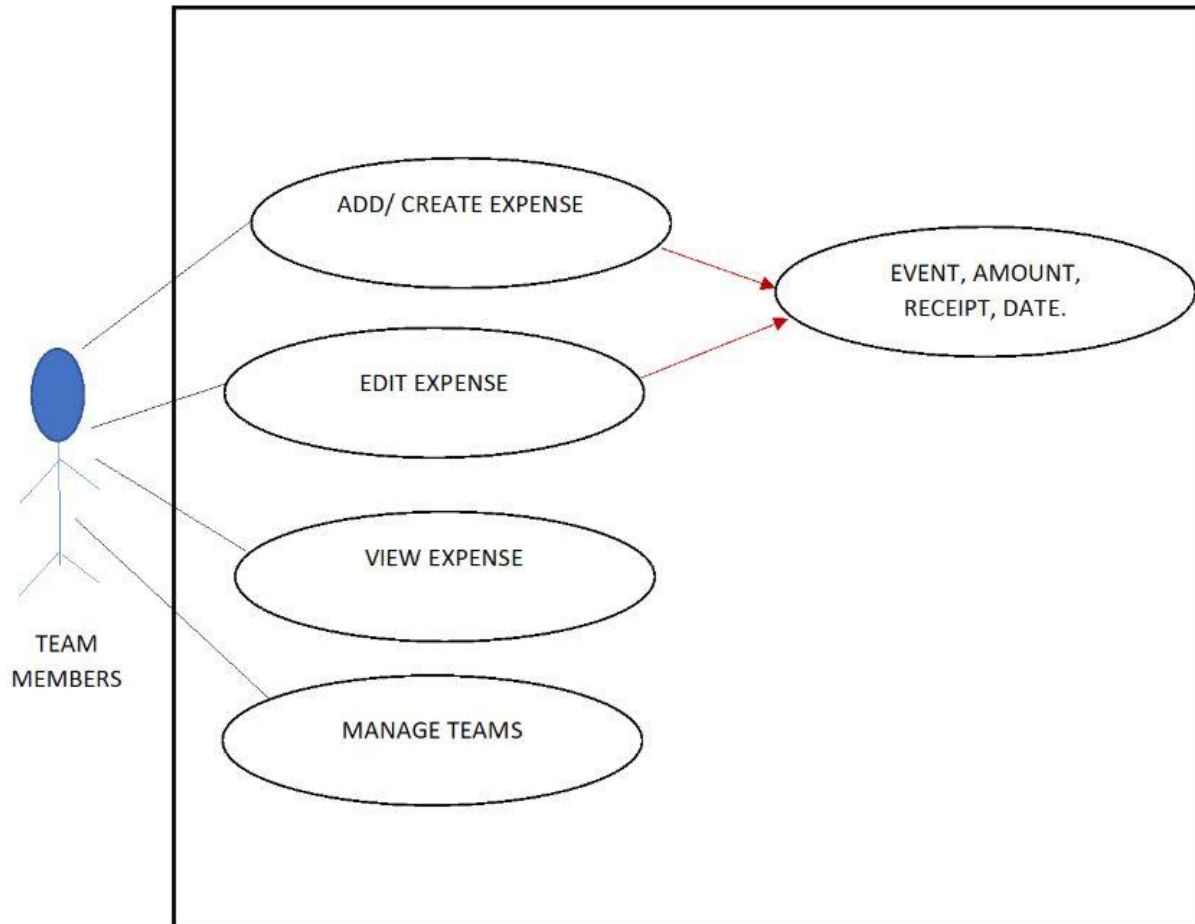 ADD/ CREATE EXPENSE
EVENT, AMOUNT,
RECEIPT, DATE.
EDIT EXPENSE
VIEW EXPENSE
TEAM
MEMBERS
MANAGE TEAMS